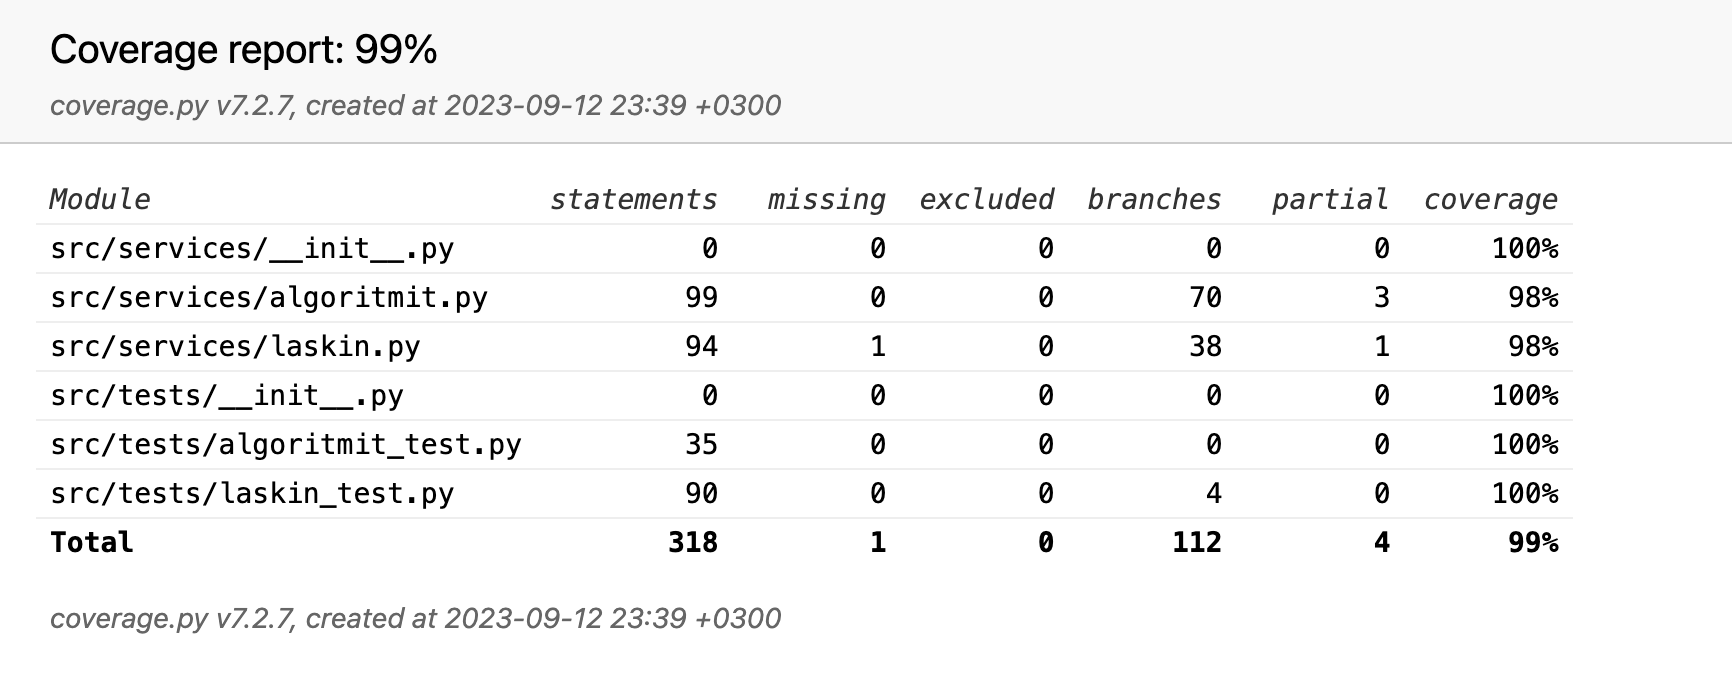 Coverage report: 99%
coverage.py v7.2.7, created at 2023-09-12 23:39 +0300
Module statements missing excluded branches partial coverage
src/services/__init__.py 0 0 0 0 0 100%
src/services/algoritmit.py 99 0 0 70 3 98%
src/services/laskin.py 94 1 0 38 1 98%
src/tests/__init__.py 0 0 0 0 0 100%
src/tests/algoritmit_test.py 35 0 0 0 0 100%
src/tests/laskin_test.py 90 0 0 4 0 100%
Total 318 1 0 112 4 99%
coverage.py v7.2.7, created at 2023-09-12 23:39 +0300